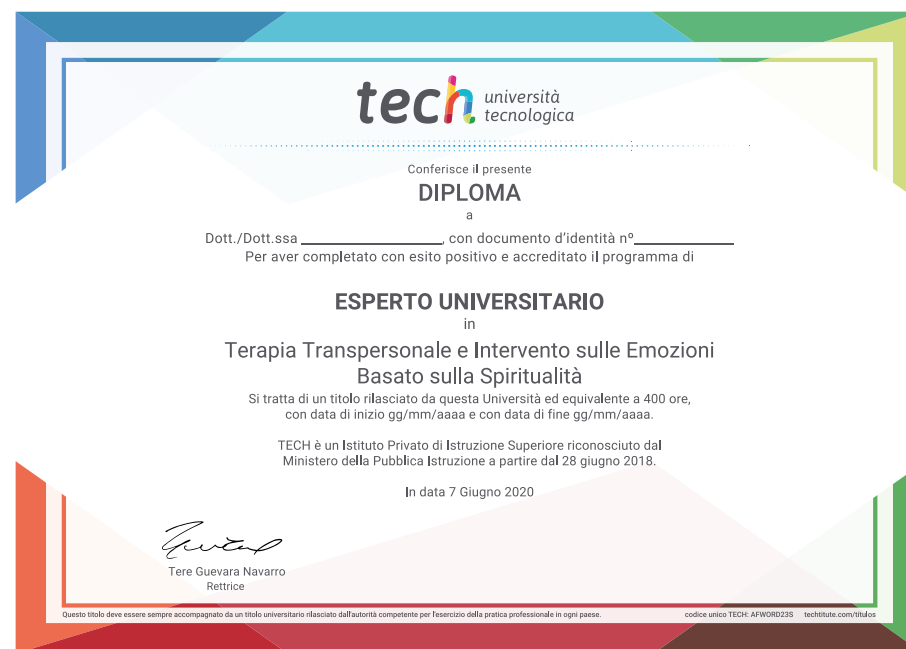 tech università
tecnologica
Conferisce il presente
DIPLOMA
a
Dott./Dott.ssa ____________________, con documento d'identità nº______________
Per aver completato con esito positivo e accreditato il programma di
ESPERTO UNIVERSITARIO
in
Terapia Transpersonale e Intervento sulle Emozioni
Basato sulla Spiritualità
Si tratta di un titolo rilasciato da questa Università ed equivalente a 400 ore,
con data di inizio gg/mm/aaaa e con data di fine gg/mm/aaaa.
TECH è un Istituto Privato di Istruzione Superiore riconosciuto dal
Ministero della Pubblica Istruzione a partire dal 28 giugno 2018.
In data 7 Giugno 2020
Tere Guevara Navarro
Rettrice
Questo titolo deve essere sempre accompagnato da un titolo universitario rilasciato dall'autorità competente per l'esercizio della pratica professionale in ogni paese. codice unico TECH: AFWORD23S techtitute.com/titulos